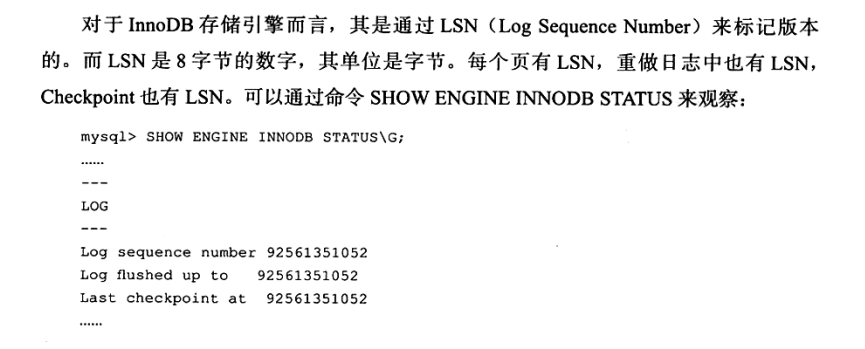 对于 InnoDB 存储引擎而言，其是通过 LSN（Log Sequence Number）来标记版本
的。而 LSN 是 8 字节的数字，其单位是字节。每个页有 LSN，重做日志中也有 LSN，
Checkpoint 也有 LSN。可以通过命令 SHOW ENGINE INNODB STATUS 来观察：
mysql> SHOW ENGINE INNODB STATUS\G;
......
---
LOG
---
Log sequence number 92561351052
Log flushed up to   92561351052
Last checkpoint at  92561351052
......